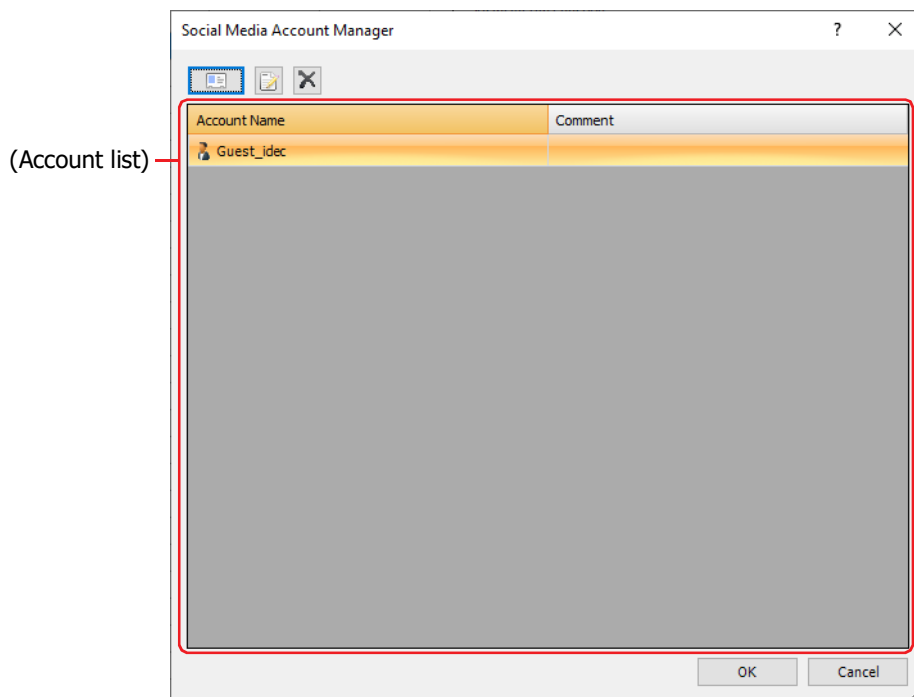 Social Media Account Manager ?
Account Name Comment
(Account list)
Guest_idec
OK Cancel